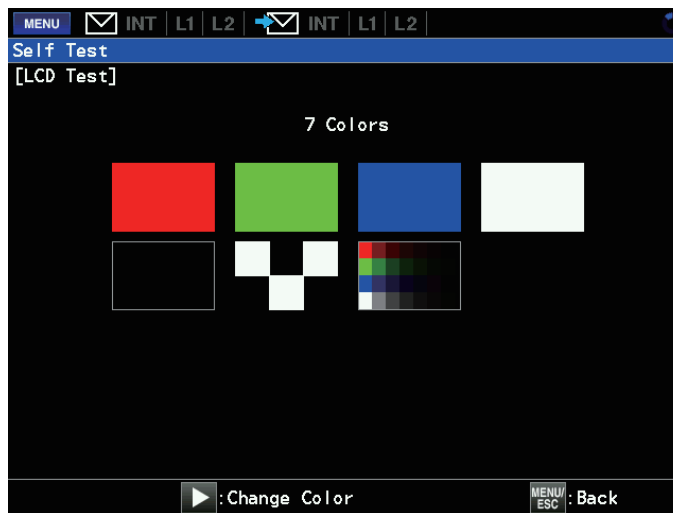 MENU INT L1 L2 INT L1 L2
Self Test
[LCD Test]
7 Colors
:Change Color MENU/ESC :Back